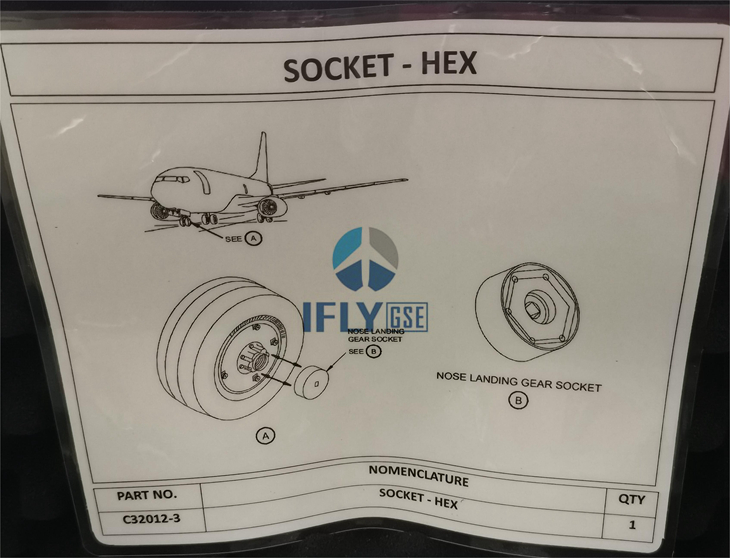 SOCKET - HEX
SEE A
IFLY GSE
NOSE LANDING
GEAR SOCKET
SEE B
NOSE LANDING GEAR SOCKET
B
A
PART NO.
NOMENCLATURE
QTY
C32012-3
SOCKET - HEX
1